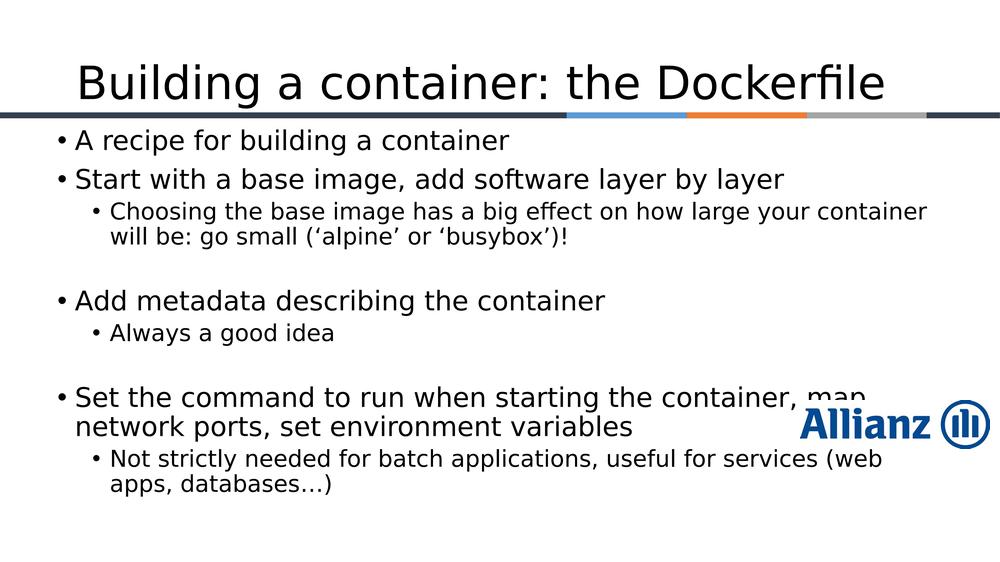 Building a container: the Dockerfile
• A recipe for building a container
• Start with a base image, add software layer by layer
• Choosing the base image has a big effect on how large your container
will be: go small (‘alpine’ or ‘busybox’)!
• Add metadata describing the container
• Always a good idea
• Set the command to run when starting the container, map
network ports, set environment variables
Allianz
• Not strictly needed for batch applications, useful for services (web
apps, databases…)